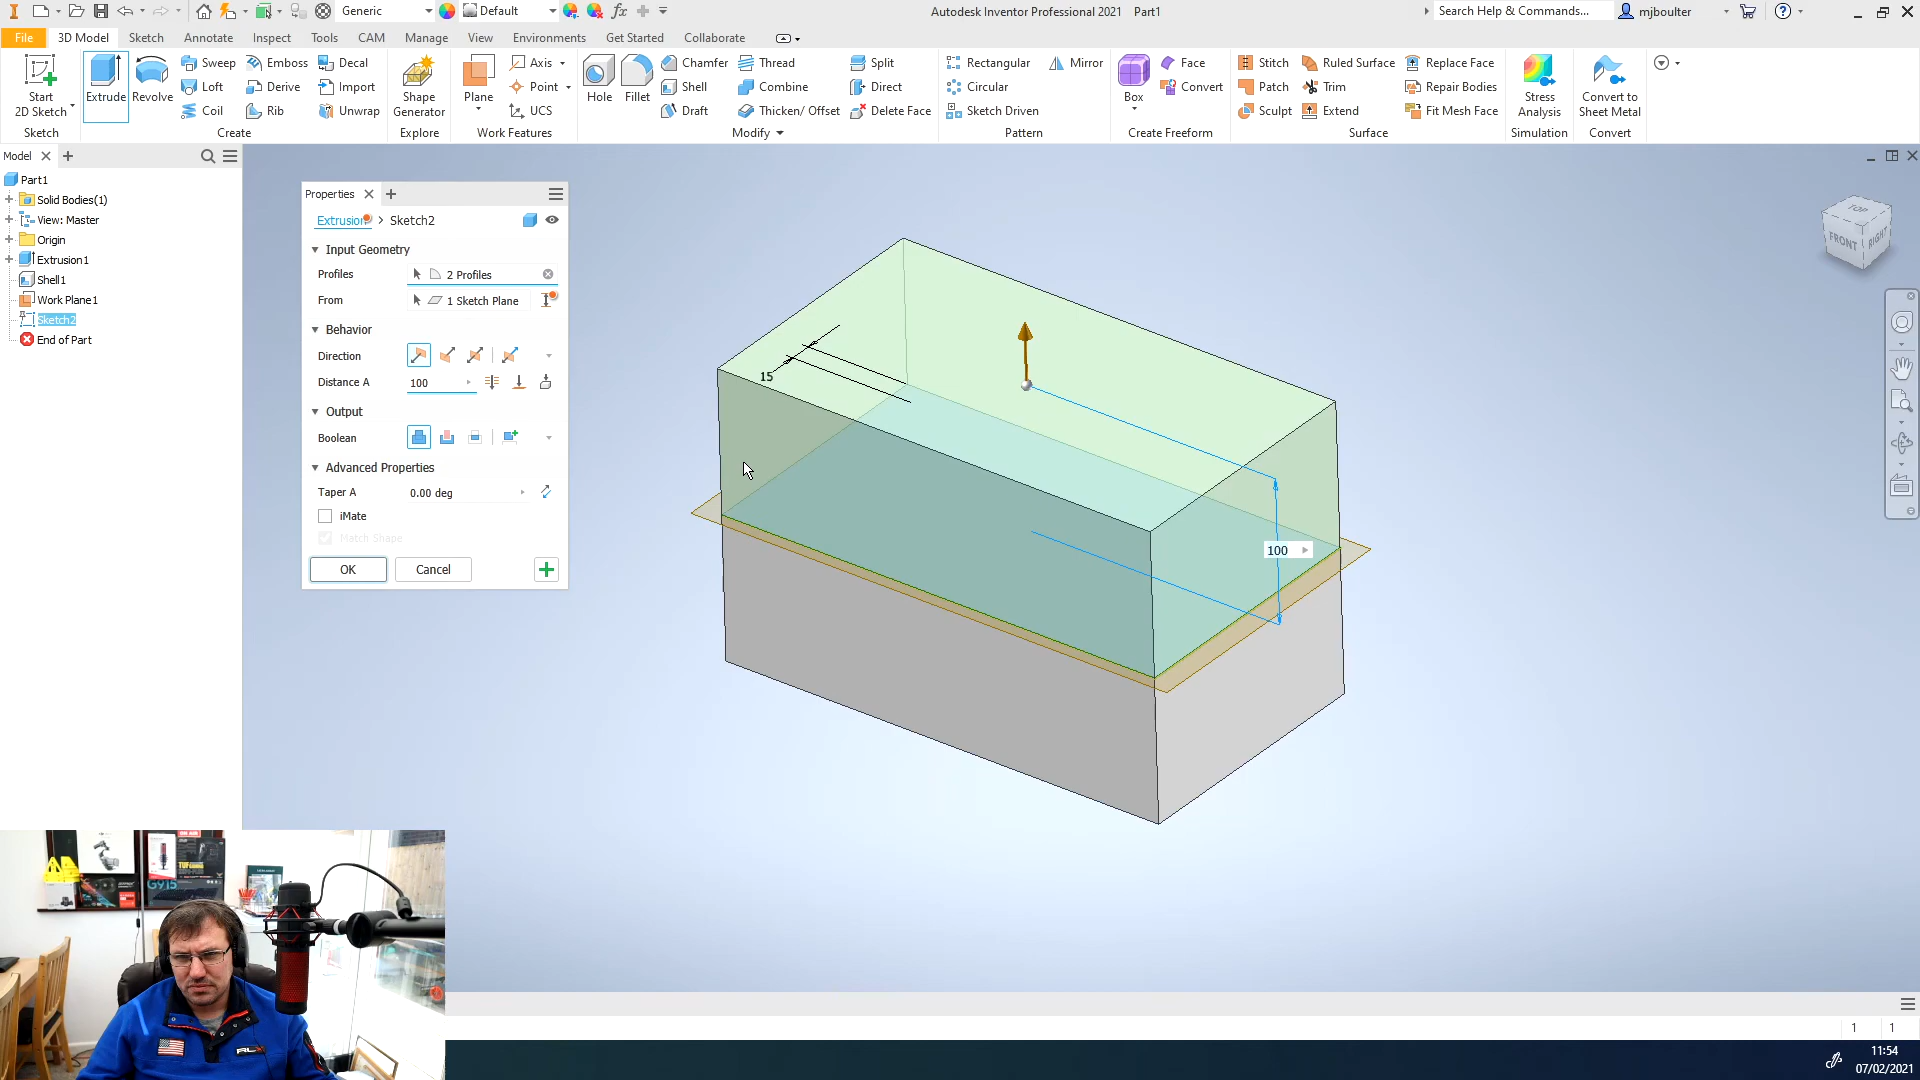 Generic
Default
Autodesk Inventor Professional 2021 Part1
Search Help & Commands...
mjboulter
File 3D Model Sketch Annotate Inspect Tools CAM Manage View Environments Get Started Collaborate
Start
2D Sketch
Sketch
Extrude
Revolve
Sweep
Loft
Coil
Emboss
Derive
Rib
Decal
Import
Unwrap
Create
Shape
Generator
Explore
Plane
Axis
Point
UCS
Work Features
Hole
Fillet
Chamfer
Shell
Draft
Thread
Combine
Thicken/ Offset
Split
Direct
Delete Face
Modify
Rectangular
Circular
Sketch Driven
Mirror
Pattern
Box
Face
Convert
Create Freeform
Stitch
Patch
Sculpt
Ruled Surface
Trim
Extend
Replace Face
Repair Bodies
Fit Mesh Face
Surface
Stress
Analysis
Simulation
Convert to
Sheet Metal
Convert
Model
Part1
Solid Bodies(1)
View: Master
Origin
Extrusion1
Shell1
Work Plane1
Sketch2
End of Part
Properties
Extrusion > Sketch2
Input Geometry
Profiles 2 Profiles
From 1 Sketch Plane
Behavior
Direction
Distance A 100
Output
Boolean
Advanced Properties
Taper A 0.00 deg
iMate
Match Shape
OK Cancel
15
100
TOP
FRONT
RIGHT
G915
1 1
11:54
07/02/2021